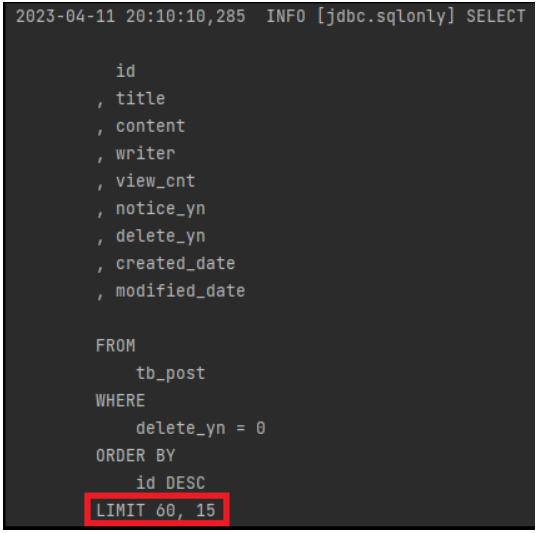 2023-04-11 20:10:10,285  INFO [jdbc.sqlonly] SELECT
id
, title
, content
, writer
, view_cnt
, notice_yn
, delete_yn
, created_date
, modified_date
FROM
tb_post
WHERE
delete_yn = 0
ORDER BY
id DESC
LIMIT 60, 15